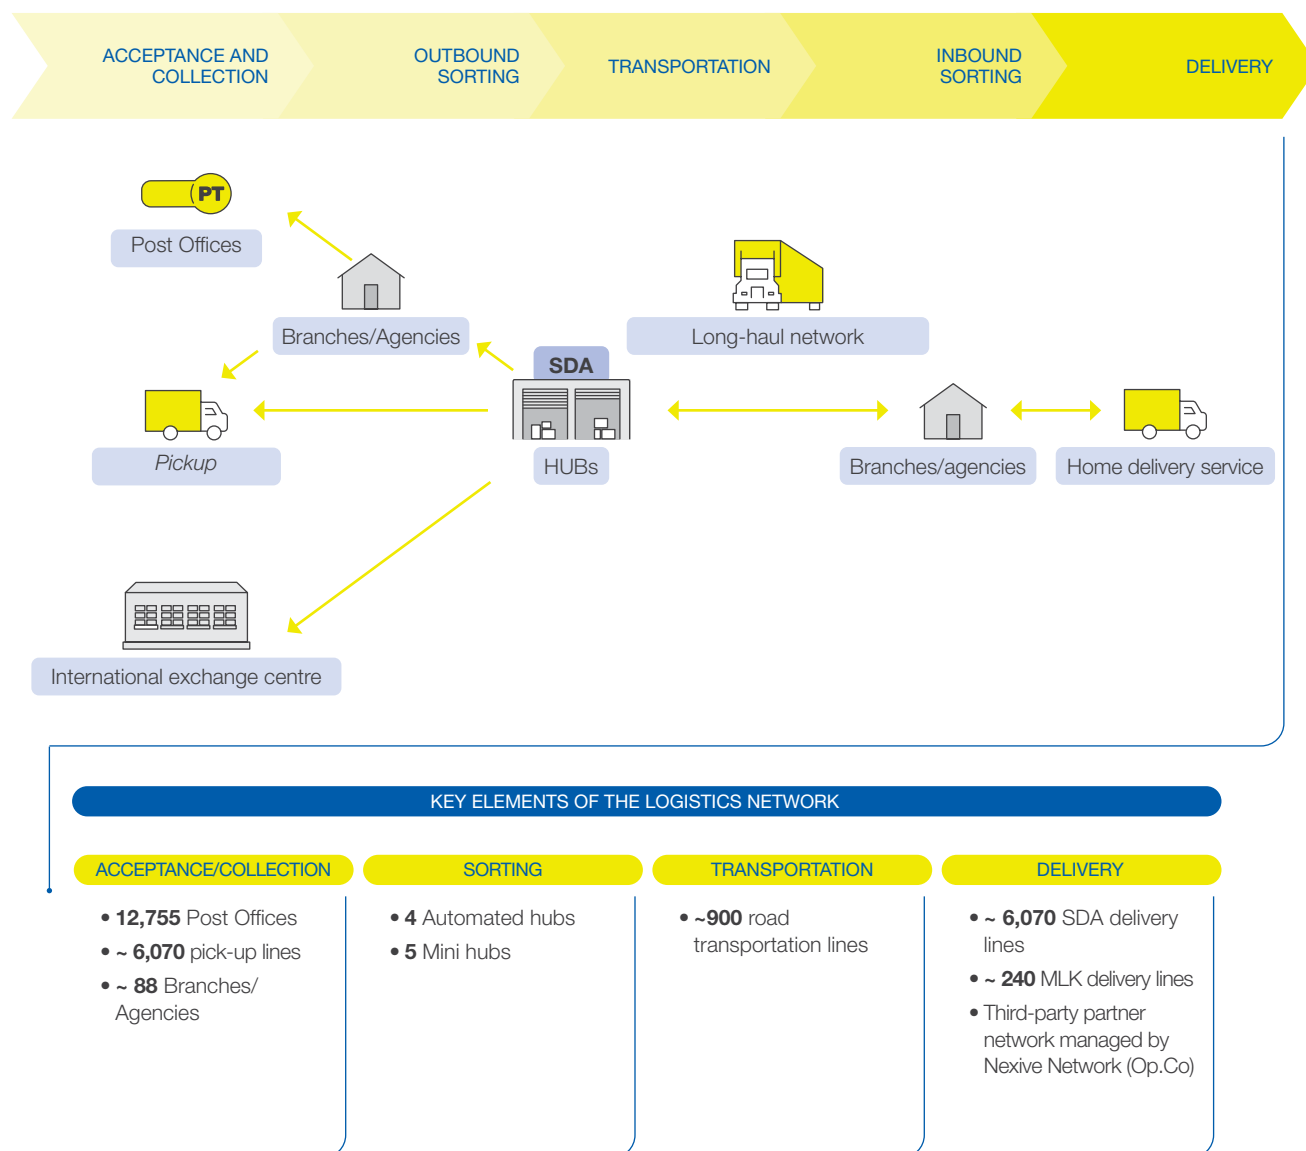 ACCEPTANCE AND
COLLECTION
OUTBOUND
SORTING
TRANSPORTATION
INBOUND
SORTING
DELIVERY
PT
Post Offices
Branches/Agencies
Long-haul network
SDA
Pickup
HUBs
Branches/agencies
Home delivery service
International exchange centre
KEY ELEMENTS OF THE LOGISTICS NETWORK
ACCEPTANCE/COLLECTION
• 12,755 Post Offices
• ~ 6,070 pick-up lines
• ~ 88 Branches/
Agencies
SORTING
• 4 Automated hubs
• 5 Mini hubs
TRANSPORTATION
• ~900 road
transportation lines
DELIVERY
• ~ 6,070 SDA delivery
lines
• ~ 240 MLK delivery lines
• Third-party partner
network managed by
Nexive Network (Op.Co)